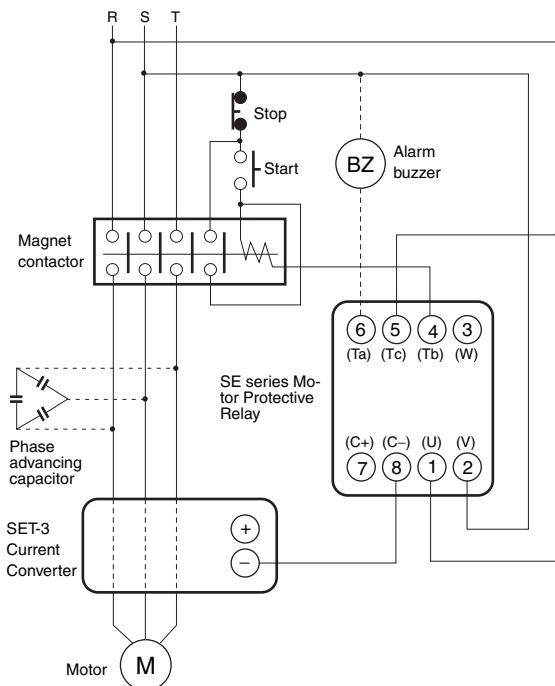 R S T
Stop
Start
BZ
Alarm
buzzer
Magnet
contactor
6 5 4 3
(Ta) (Tc) (Tb) (W)
SE series Mo-
tor Protective
Relay
(C+) (C−) (U) (V)
7 8 1 2
Phase
advancing
capacitor
SET-3
Current
Converter
+
−
Motor
M